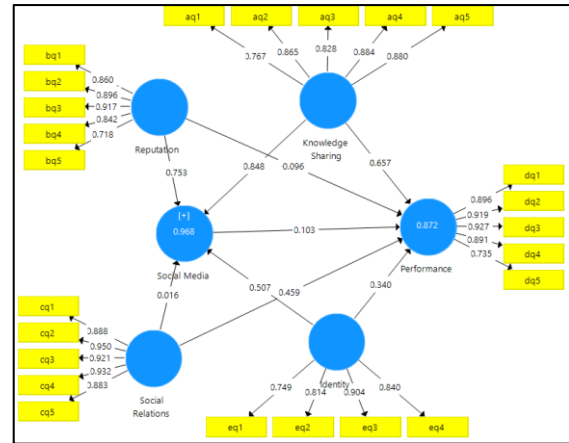 aq1 aq2 aq3 aq4 aq5
0.767 0.865 0.828 0.884 0.880
bq1
bq2
bq3
bq4
bq5
0.860
0.896
0.917
0.842
0.718
Reputation
Knowledge
Sharing
0.753
0.848
0.096
0.657
[+]
0.968
Social Media
0.103
0.872
Performance
0.896
0.919
0.927
0.891
0.735
dq1
dq2
dq3
dq4
dq5
0.016
0.507
0.459
0.340
cq1
cq2
cq3
cq4
cq5
0.888
0.950
0.921
0.932
0.883
Social
Relations
Identity
0.749 0.814 0.904 0.840
eq1 eq2 eq3 eq4